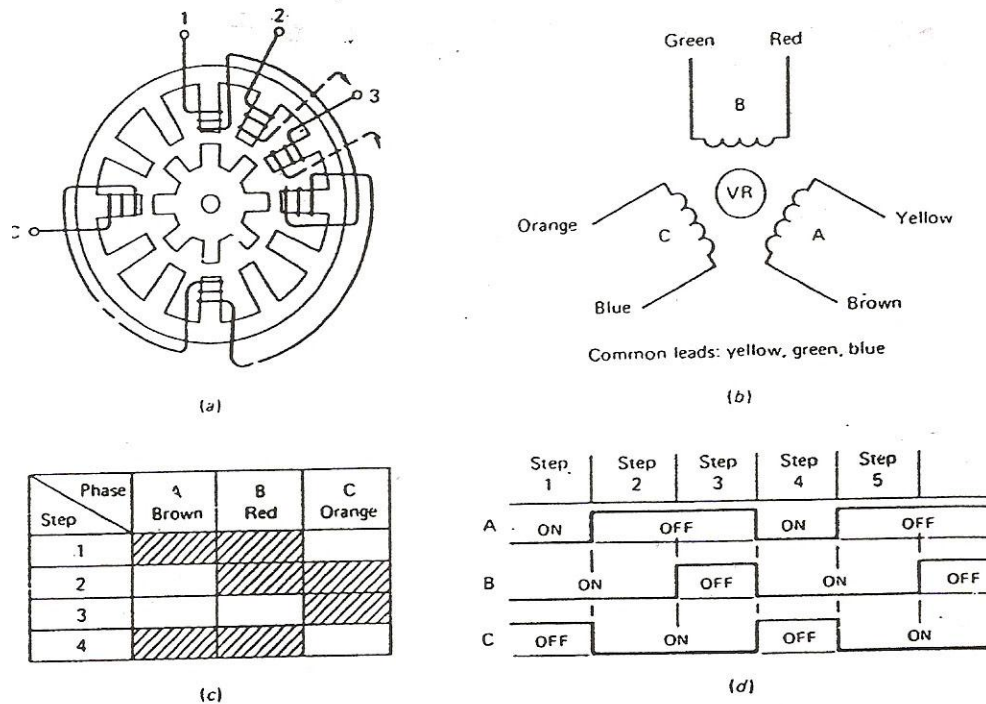 1
2
3
C
(a)
Green Red
B
VR
Orange
C
A
Yellow
Blue
Brown
Common leads: yellow, green, blue
(b)
Phase
Step
A
Brown
B
Red
C
Orange
1
2
3
4
(c)
Step 1
Step 2
Step 3
Step 4
Step 5
A ON OFF ON OFF
B ON OFF ON OFF
C OFF ON OFF ON
(d)